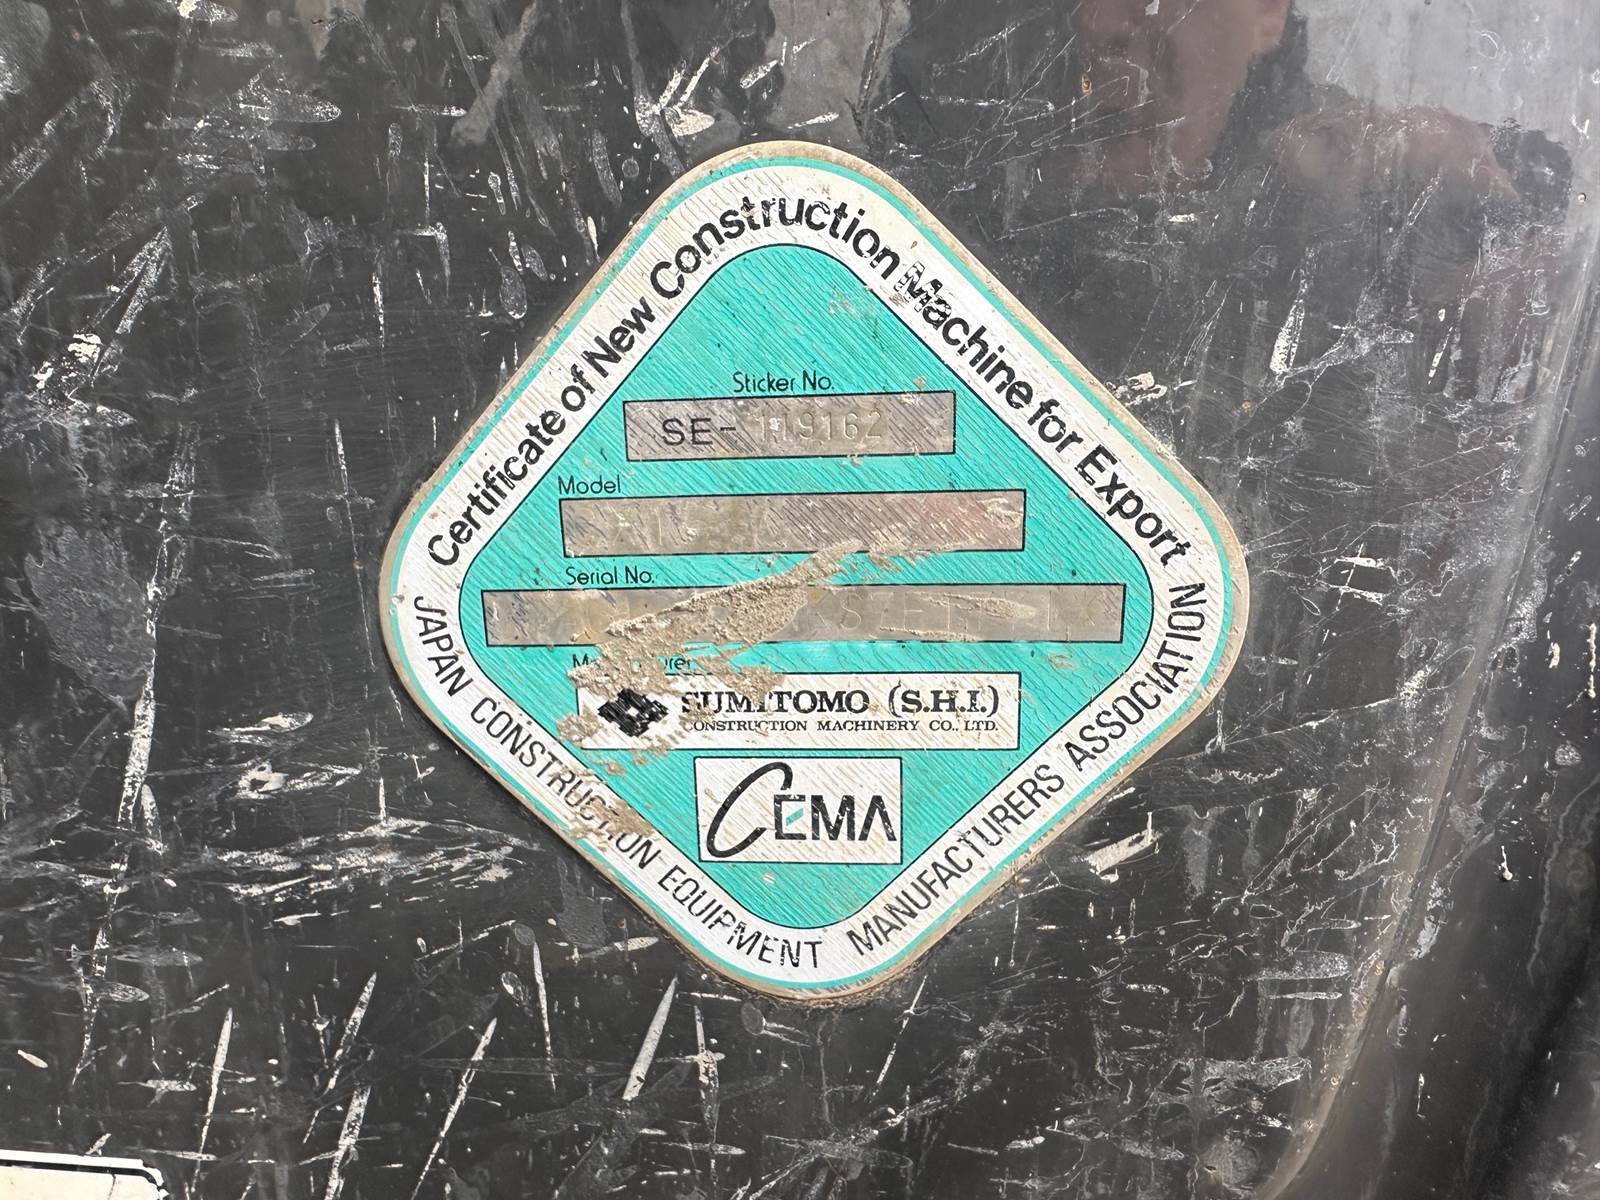 Certificate of New Construction Machine for Export
Sticker No.
SE-119162
Model
Serial No.
SUMITOMO (S.H.I.)
CONSTRUCTION MACHINERY CO., LTD.
CEMA
JAPAN CONSTRUCTION EQUIPMENT MANUFACTURERS ASSOCIATION